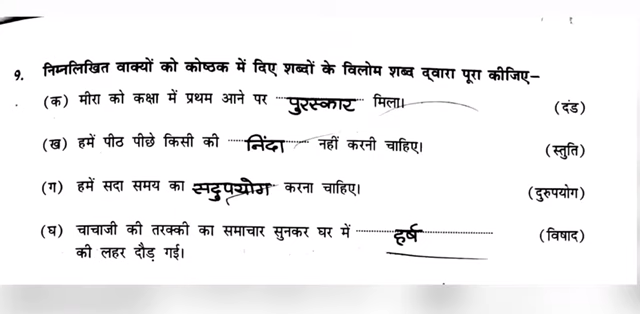 9. निम्नलिखित वाक्यों को कोष्ठक में दिए शब्दों के विलोम शब्द द्वारा पूरा कीजिए–
(क) मीरा को कक्षा में प्रथम आने पर पुरस्कार मिला। (दंड)
(ख) हमें पीठ पीछे किसी की निंदा नहीं करनी चाहिए। (स्तुति)
(ग) हमें सदा समय का सदुपयोग करना चाहिए। (दुरुपयोग)
(घ) चाचाजी की तरक्की का समाचार सुनकर घर में हर्ष (विषाद)
की लहर दौड़ गई।